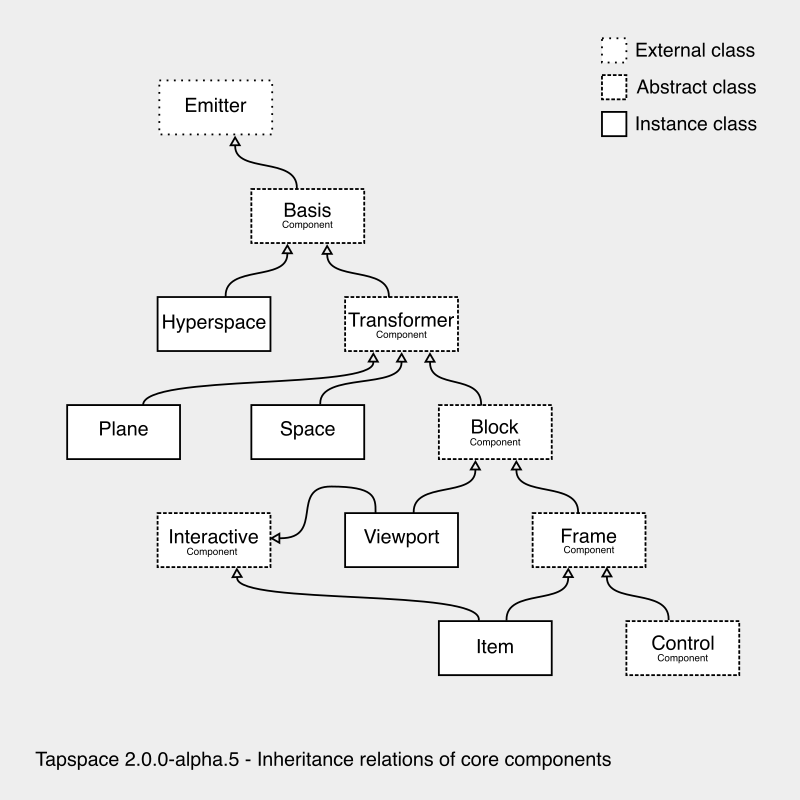 External class
Abstract class
Instance class
Emitter
Basis
Component
Hyperspace
Transformer
Component
Plane
Space
Block
Component
Interactive
Component
Viewport
Frame
Component
Item
Control
Component
Tapspace 2.0.0-alpha.5 - Inheritance relations of core components